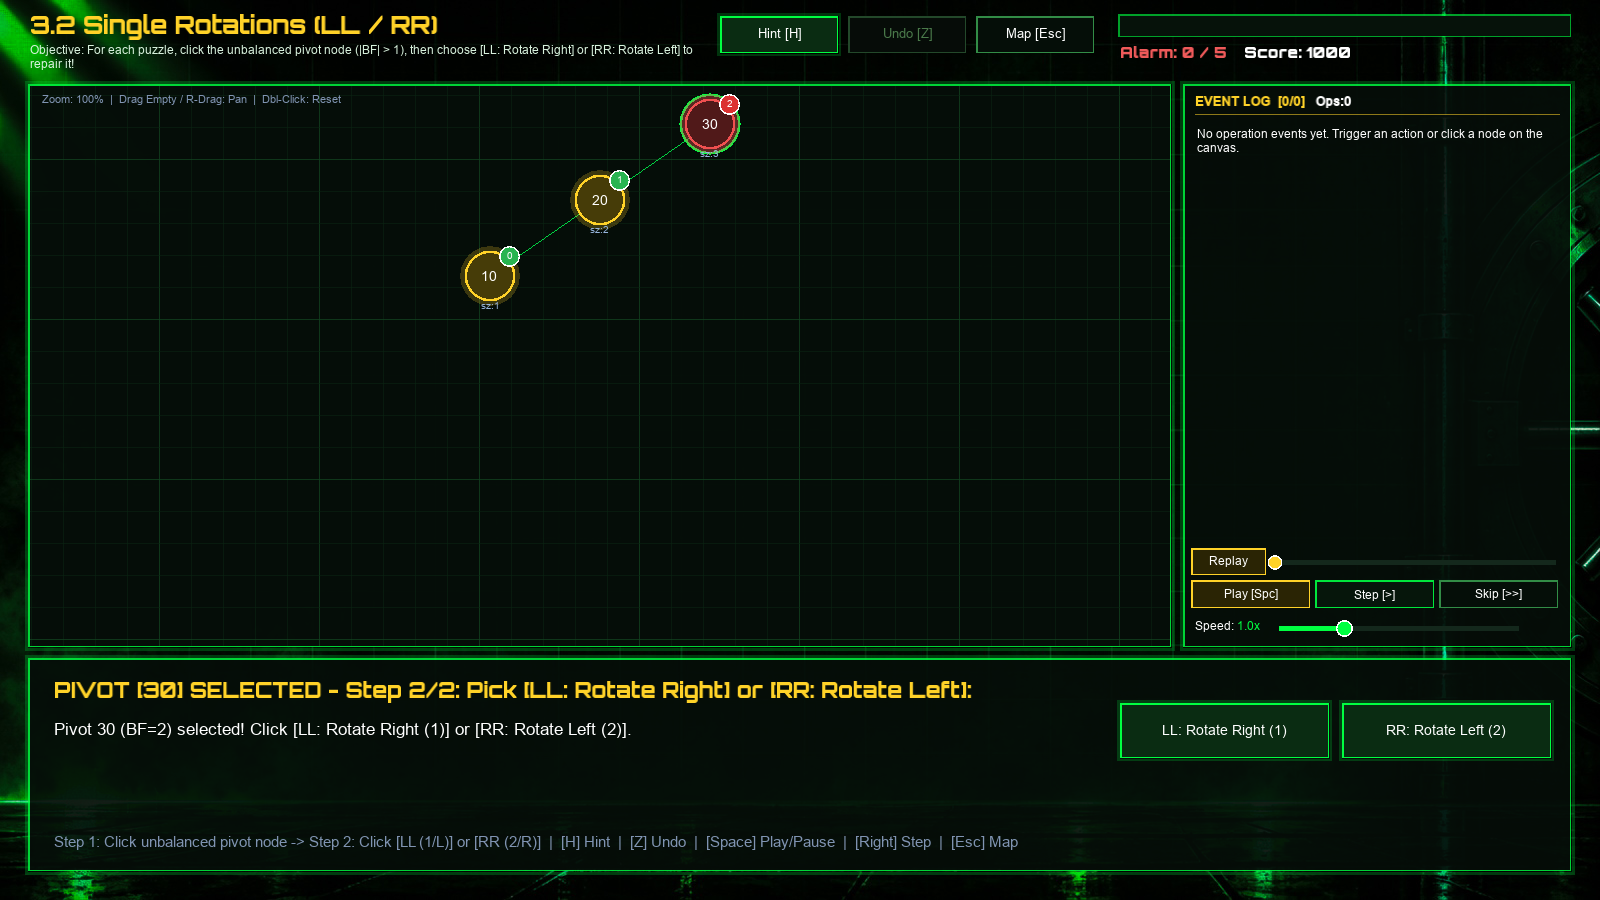 3.2 Single Rotations (LL / RR)
Objective: For each puzzle, click the unbalanced pivot node (|BF| > 1), then choose [LL: Rotate Right] or [RR: Rotate Left] to
repair it!
Hint [H]
Undo [Z]
Map [Esc]
Alarm: 0 / 5
Score: 1000
Zoom: 100%  |  Drag Empty / R-Drag: Pan  |  Dbl-Click: Reset
2
30
sz:3
1
20
sz:2
0
10
sz:1
EVENT LOG  [0/0]   Ops:0
No operation events yet. Trigger an action or click a node on the
canvas.
Replay
Play [Spc]
Step [>]
Skip [>>]
Speed: 1.0x
PIVOT [30] SELECTED - Step 2/2: Pick [LL: Rotate Right] or [RR: Rotate Left]:
Pivot 30 (BF=2) selected! Click [LL: Rotate Right (1)] or [RR: Rotate Left (2)].
LL: Rotate Right (1)
RR: Rotate Left (2)
Step 1: Click unbalanced pivot node -> Step 2: Click [LL (1/L)] or [RR (2/R)]  |  [H] Hint  |  [Z] Undo  |  [Space] Play/Pause  |  [Right] Step  |  [Esc] Map